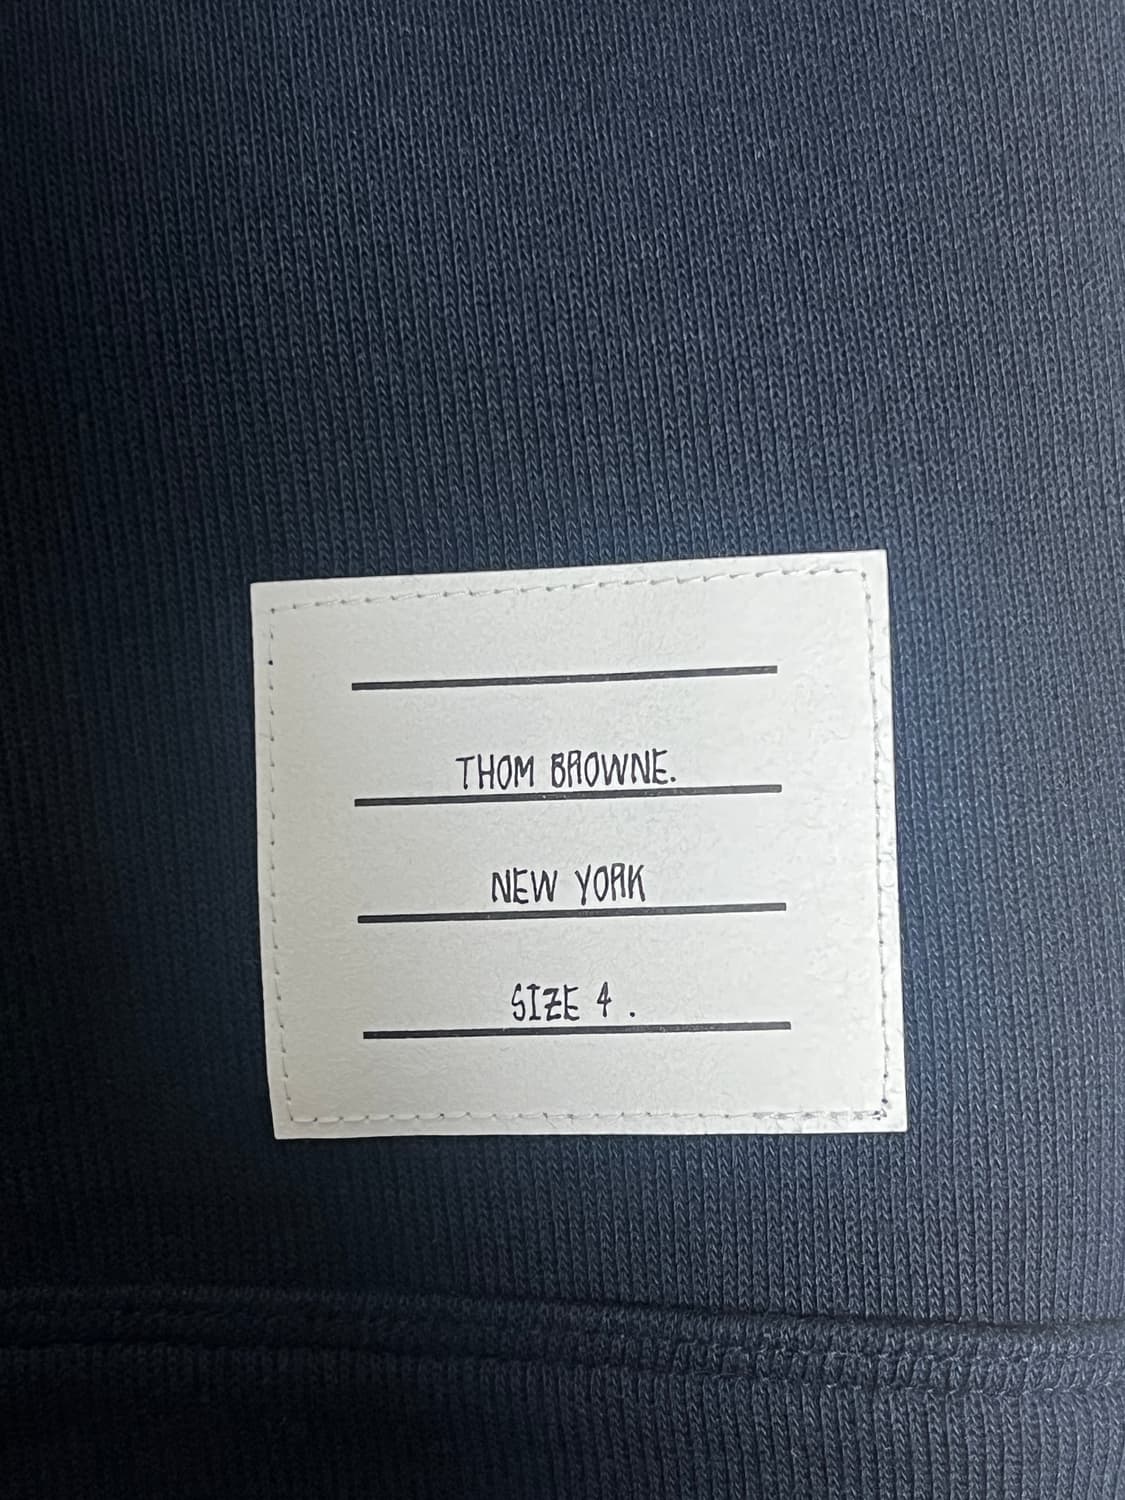 THOM BROWNE.
NEW YORK
SIZE 4 .